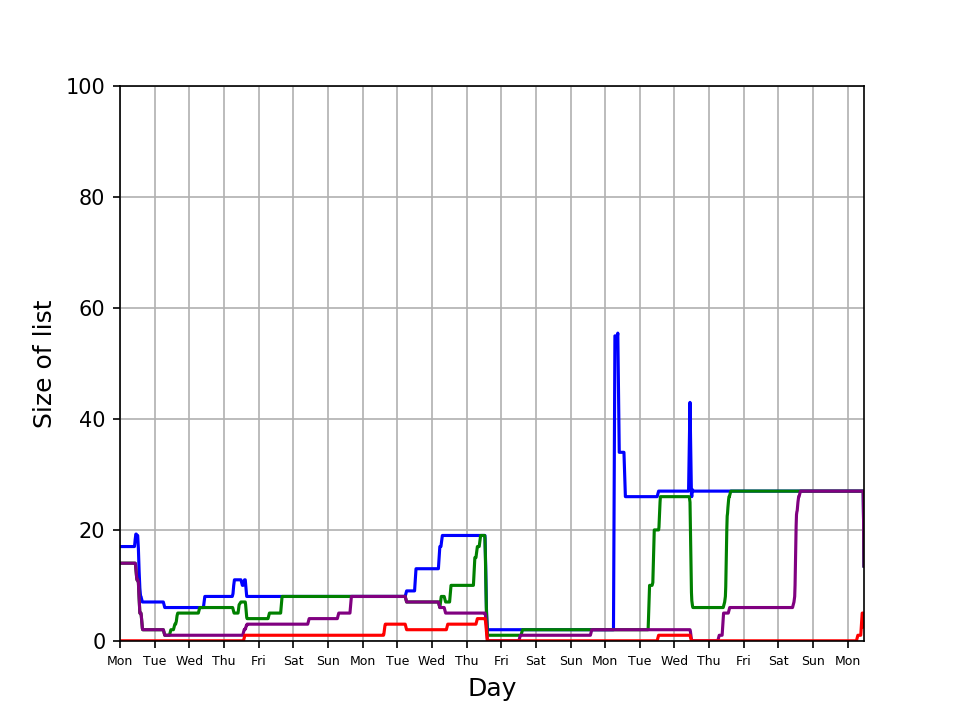 100
80
60
40
20
0
Size of list
Mon Tue Wed Thu Fri Sat Sun Mon Tue Wed Thu Fri Sat Sun Mon Tue Wed Thu Fri Sat Sun Mon
Day